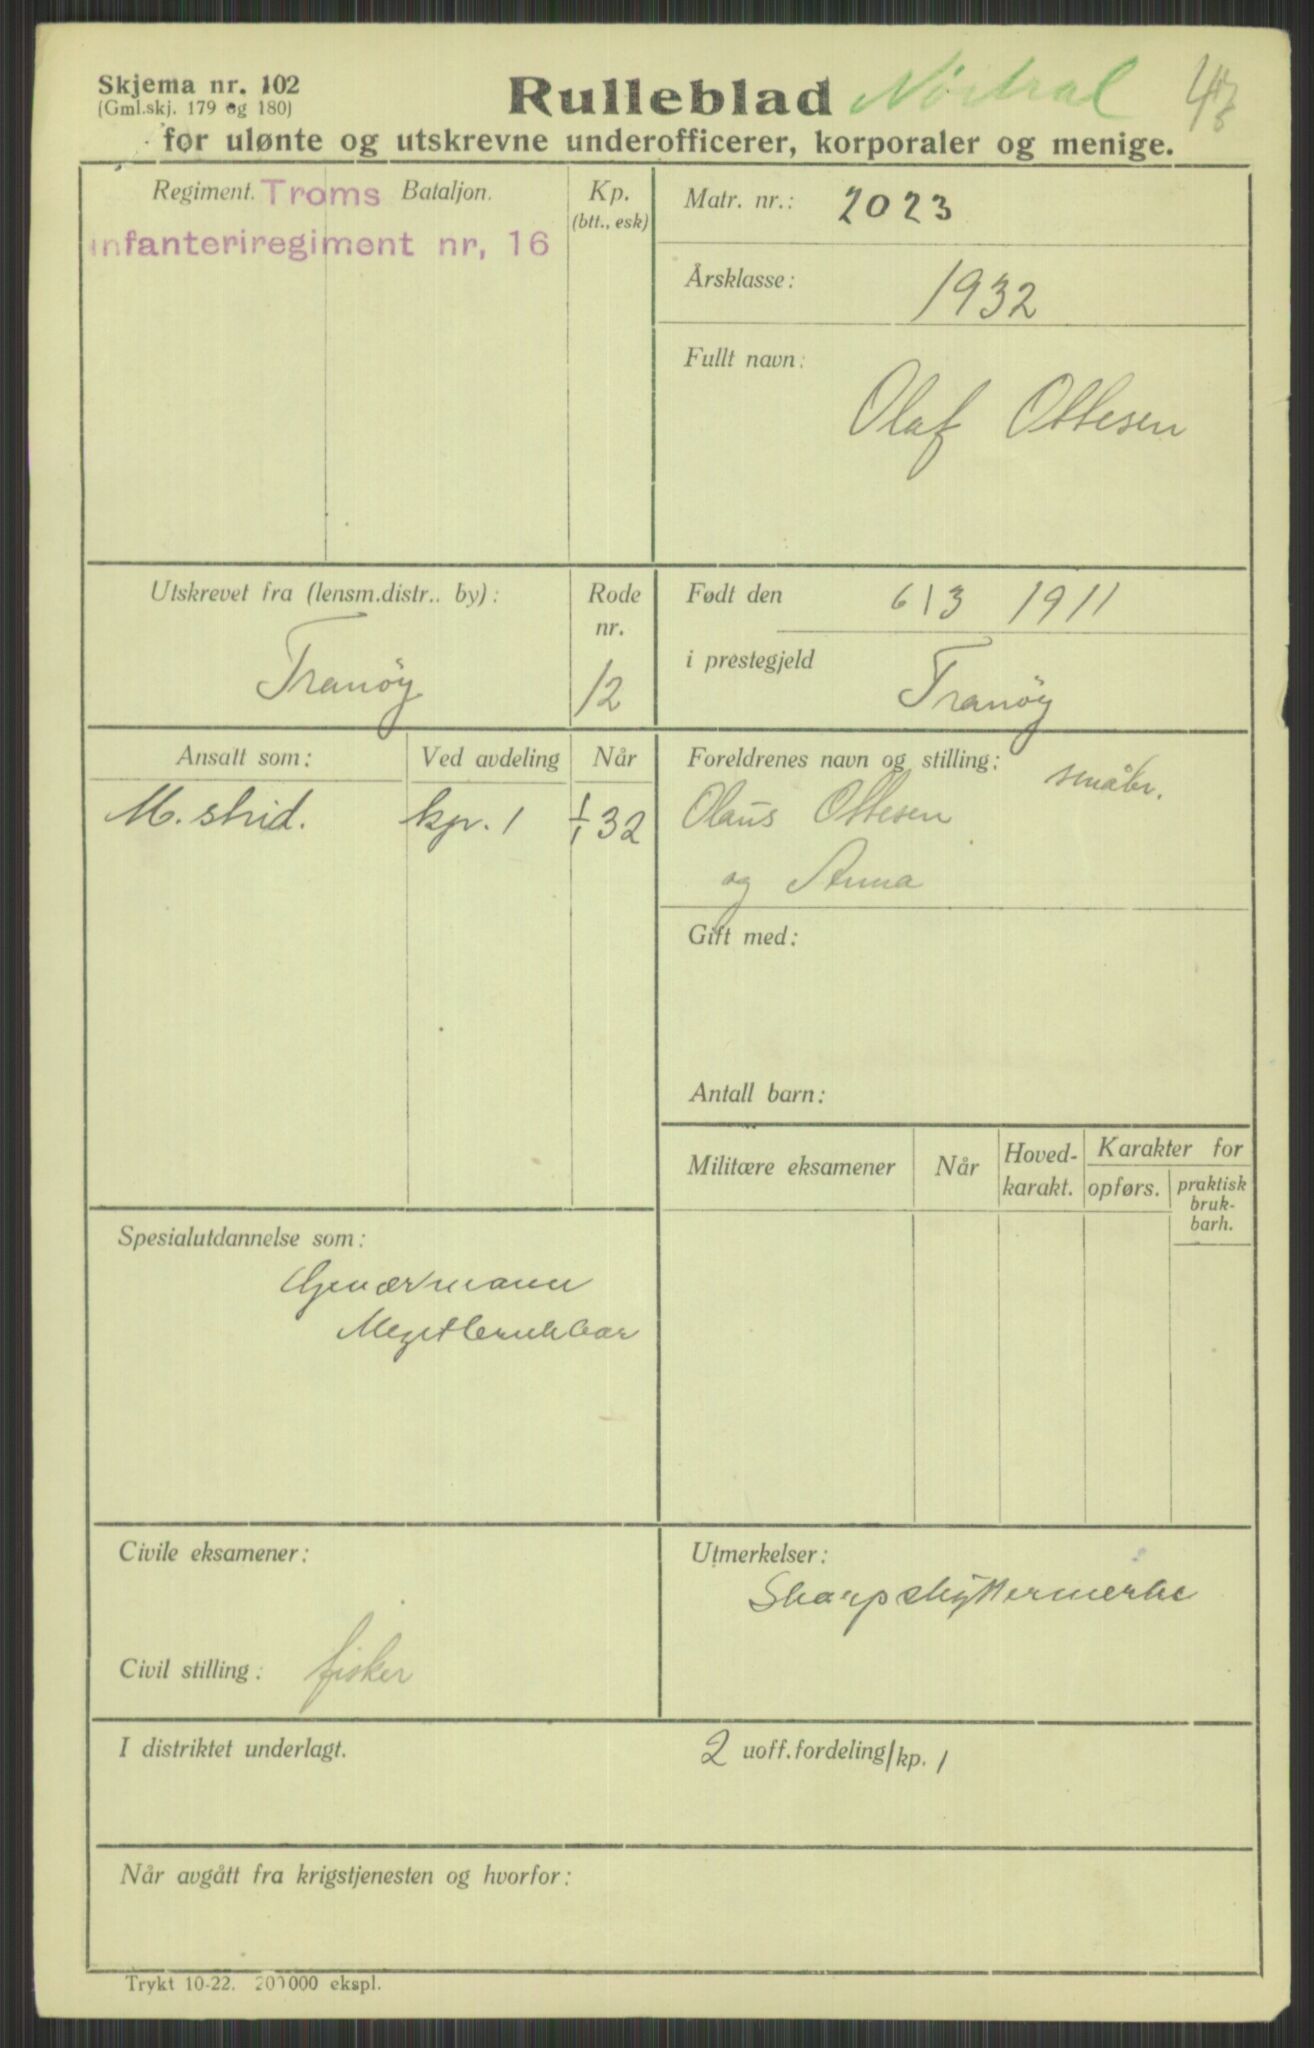 Skjema nr. 102
(Gml.skj. 179 og 180)
Rulleblad
for ulønte og utskrevne underofficerer, korporaler og menige.
Regiment. Troms Bataljon.
Infanteriregiment nr, 16
Kp.
(btt., esk)
Matr. nr.: 2023
Årsklasse: 1932
Fullt navn:
Olaf Ottesen
Utskrevet fra (lensm.distr.. by):
Tranöy
Rode
nr.
12
Født den 6/3 1911
i prestegjeld Tranöy
Ansatt som: Ved avdeling Når
M. strid. kp. 1 1/1 32
Foreldrenes navn og stilling: småbr.
Olaus Ottesen
og Anna
Gift med:
Antall barn:
Militære eksamener Når Hoved-
karakt. Karakter for
opførs. praktisk
bruk-
barh.
Spesialutdannelse som:
Geværmann
Meget brukbar
Civile eksamener:
Civil stilling: fisker
Utmerkelser:
Skarpskyttermerke
I distriktet underlagt. 2 uoff.fordeling/kp. 1
Når avgått fra krigstjenesten og hvorfor:
Trykt 10-22. 200000 ekspl.